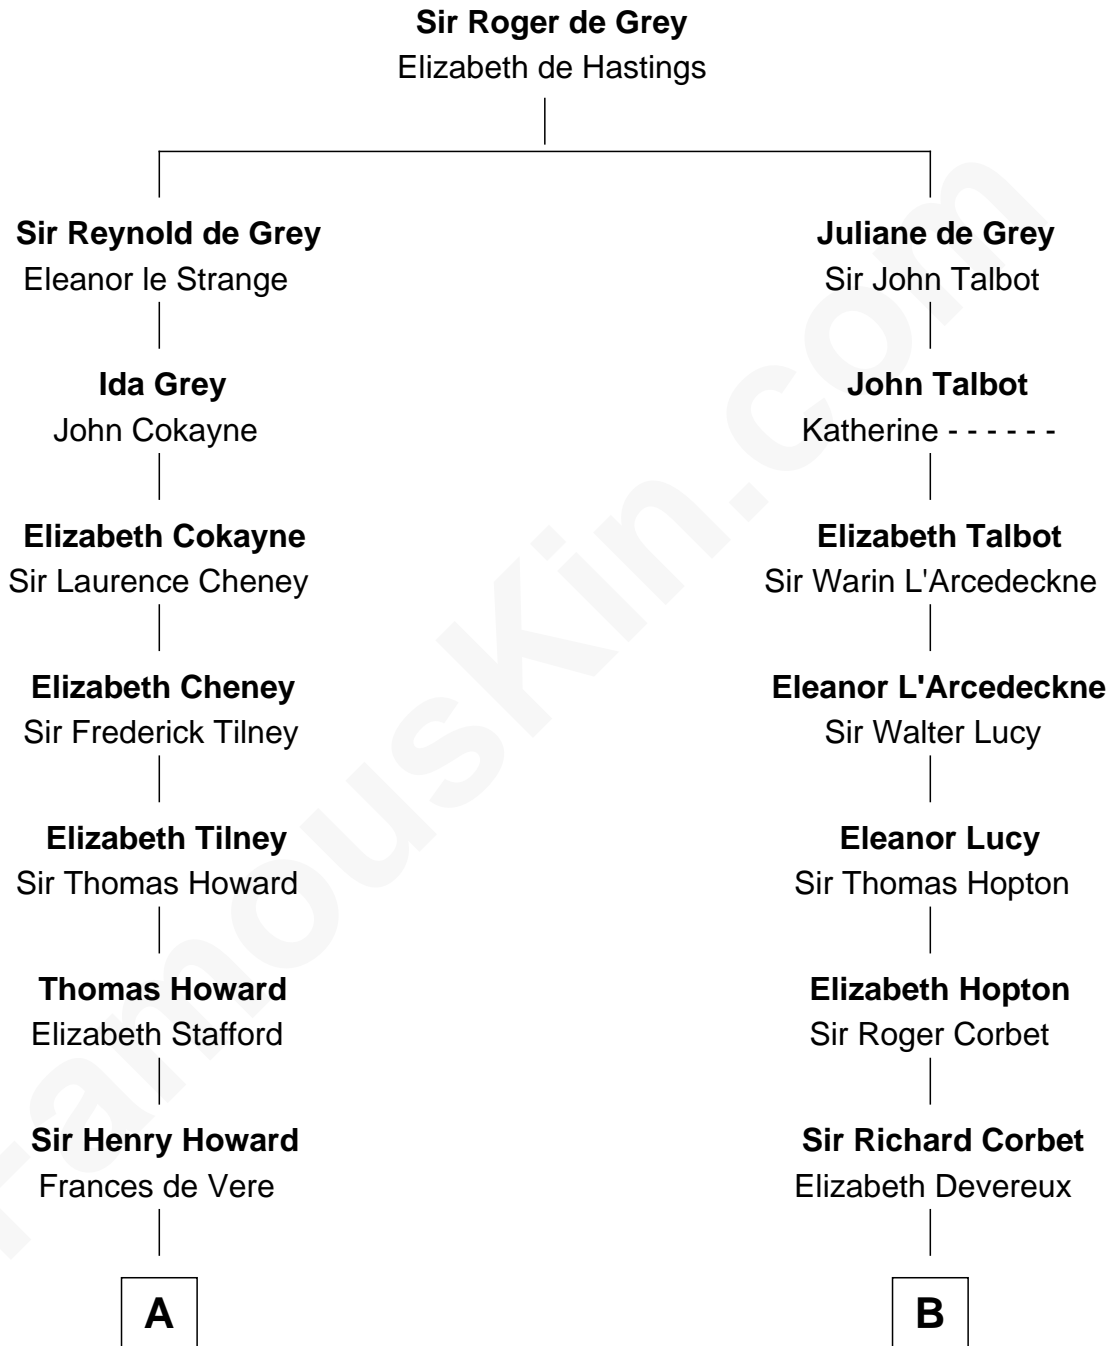 Sir Roger de Grey
Elizabeth de Hastings
Sir Reynold de Grey
Eleanor le Strange
Ida Grey
John Cokayne
Elizabeth Cokayne
Sir Laurence Cheney
Elizabeth Cheney
Sir Frederick Tilney
Elizabeth Tilney
Sir Thomas Howard
Thomas Howard
Elizabeth Stafford
Sir Henry Howard
Frances de Vere
A
Juliane de Grey
Sir John Talbot
John Talbot
Katherine - - - - - -
Elizabeth Talbot
Sir Warin L'Arcedeckne
Eleanor L'Arcedeckne
Sir Walter Lucy
Eleanor Lucy
Sir Thomas Hopton
Elizabeth Hopton
Sir Roger Corbet
Sir Richard Corbet
Elizabeth Devereux
B
FamousKin.com